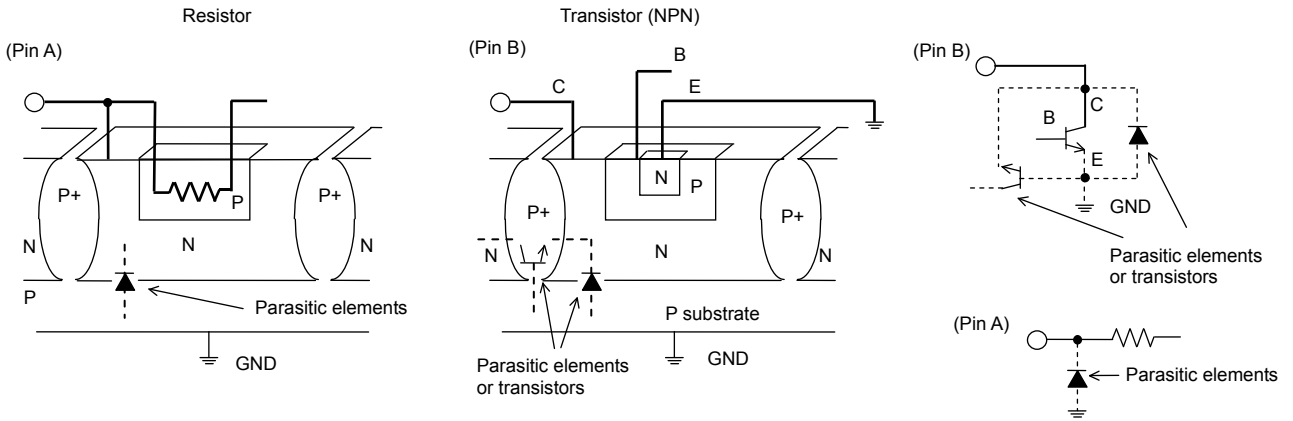 Resistor
(Pin A)
P+
P
P+
N
N
N
P
Parasitic elements
GND
Transistor (NPN)
(Pin B)
B
C
E
N
P
P+
P+
N
N
N
P substrate
Parasitic elements
or transistors
GND
(Pin B)
C
B
E
GND
Parasitic elements
or transistors
(Pin A)
Parasitic elements